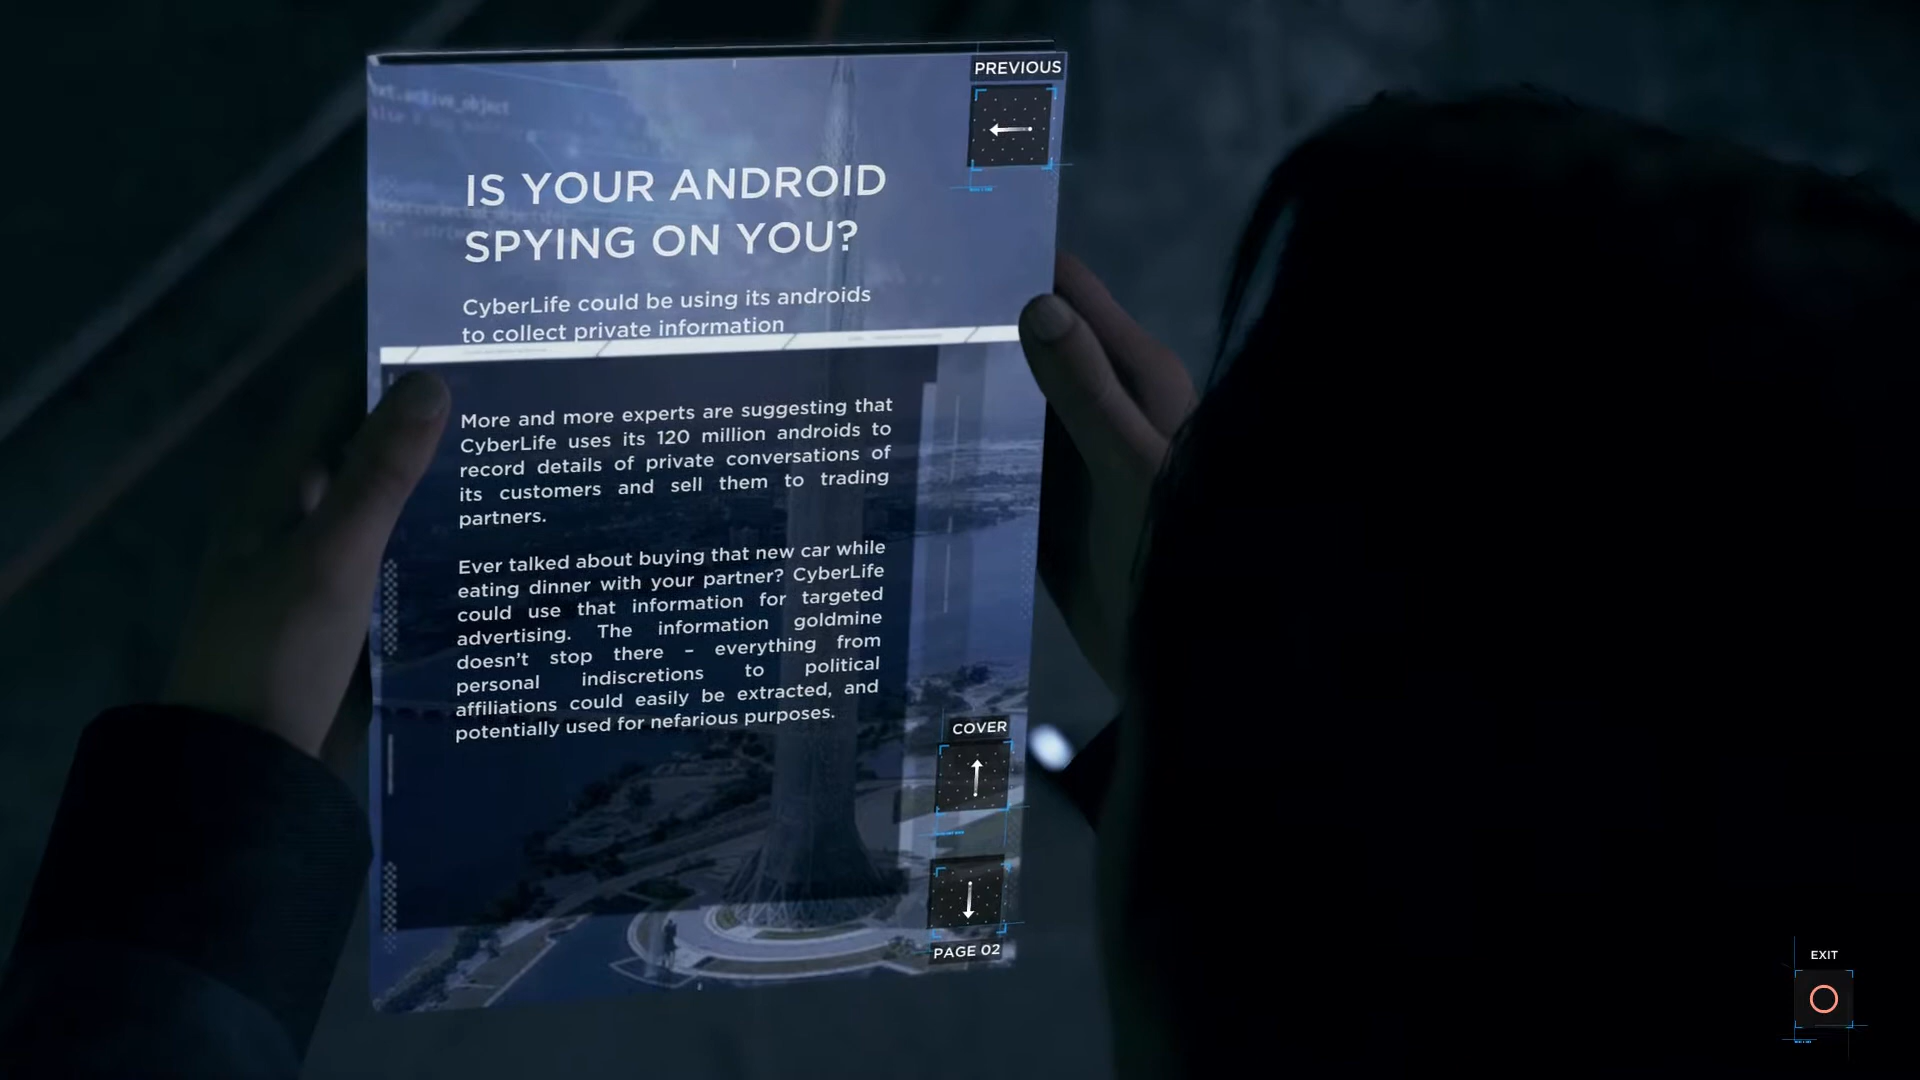 PREVIOUS
IS YOUR ANDROID
SPYING ON YOU?
CyberLife could be using its androids
to collect private information
More and more experts are suggesting that
CyberLife uses its 120 million androids to
record details of private conversations of
its customers and sell them to trading
partners.
Ever talked about buying that new car while
eating dinner with your partner? CyberLife
could use that information for targeted
advertising. The information goldmine
doesn't stop there – everything from
personal indiscretions to political
affiliations could easily be extracted, and
potentially used for nefarious purposes.
COVER
PAGE 02
EXIT